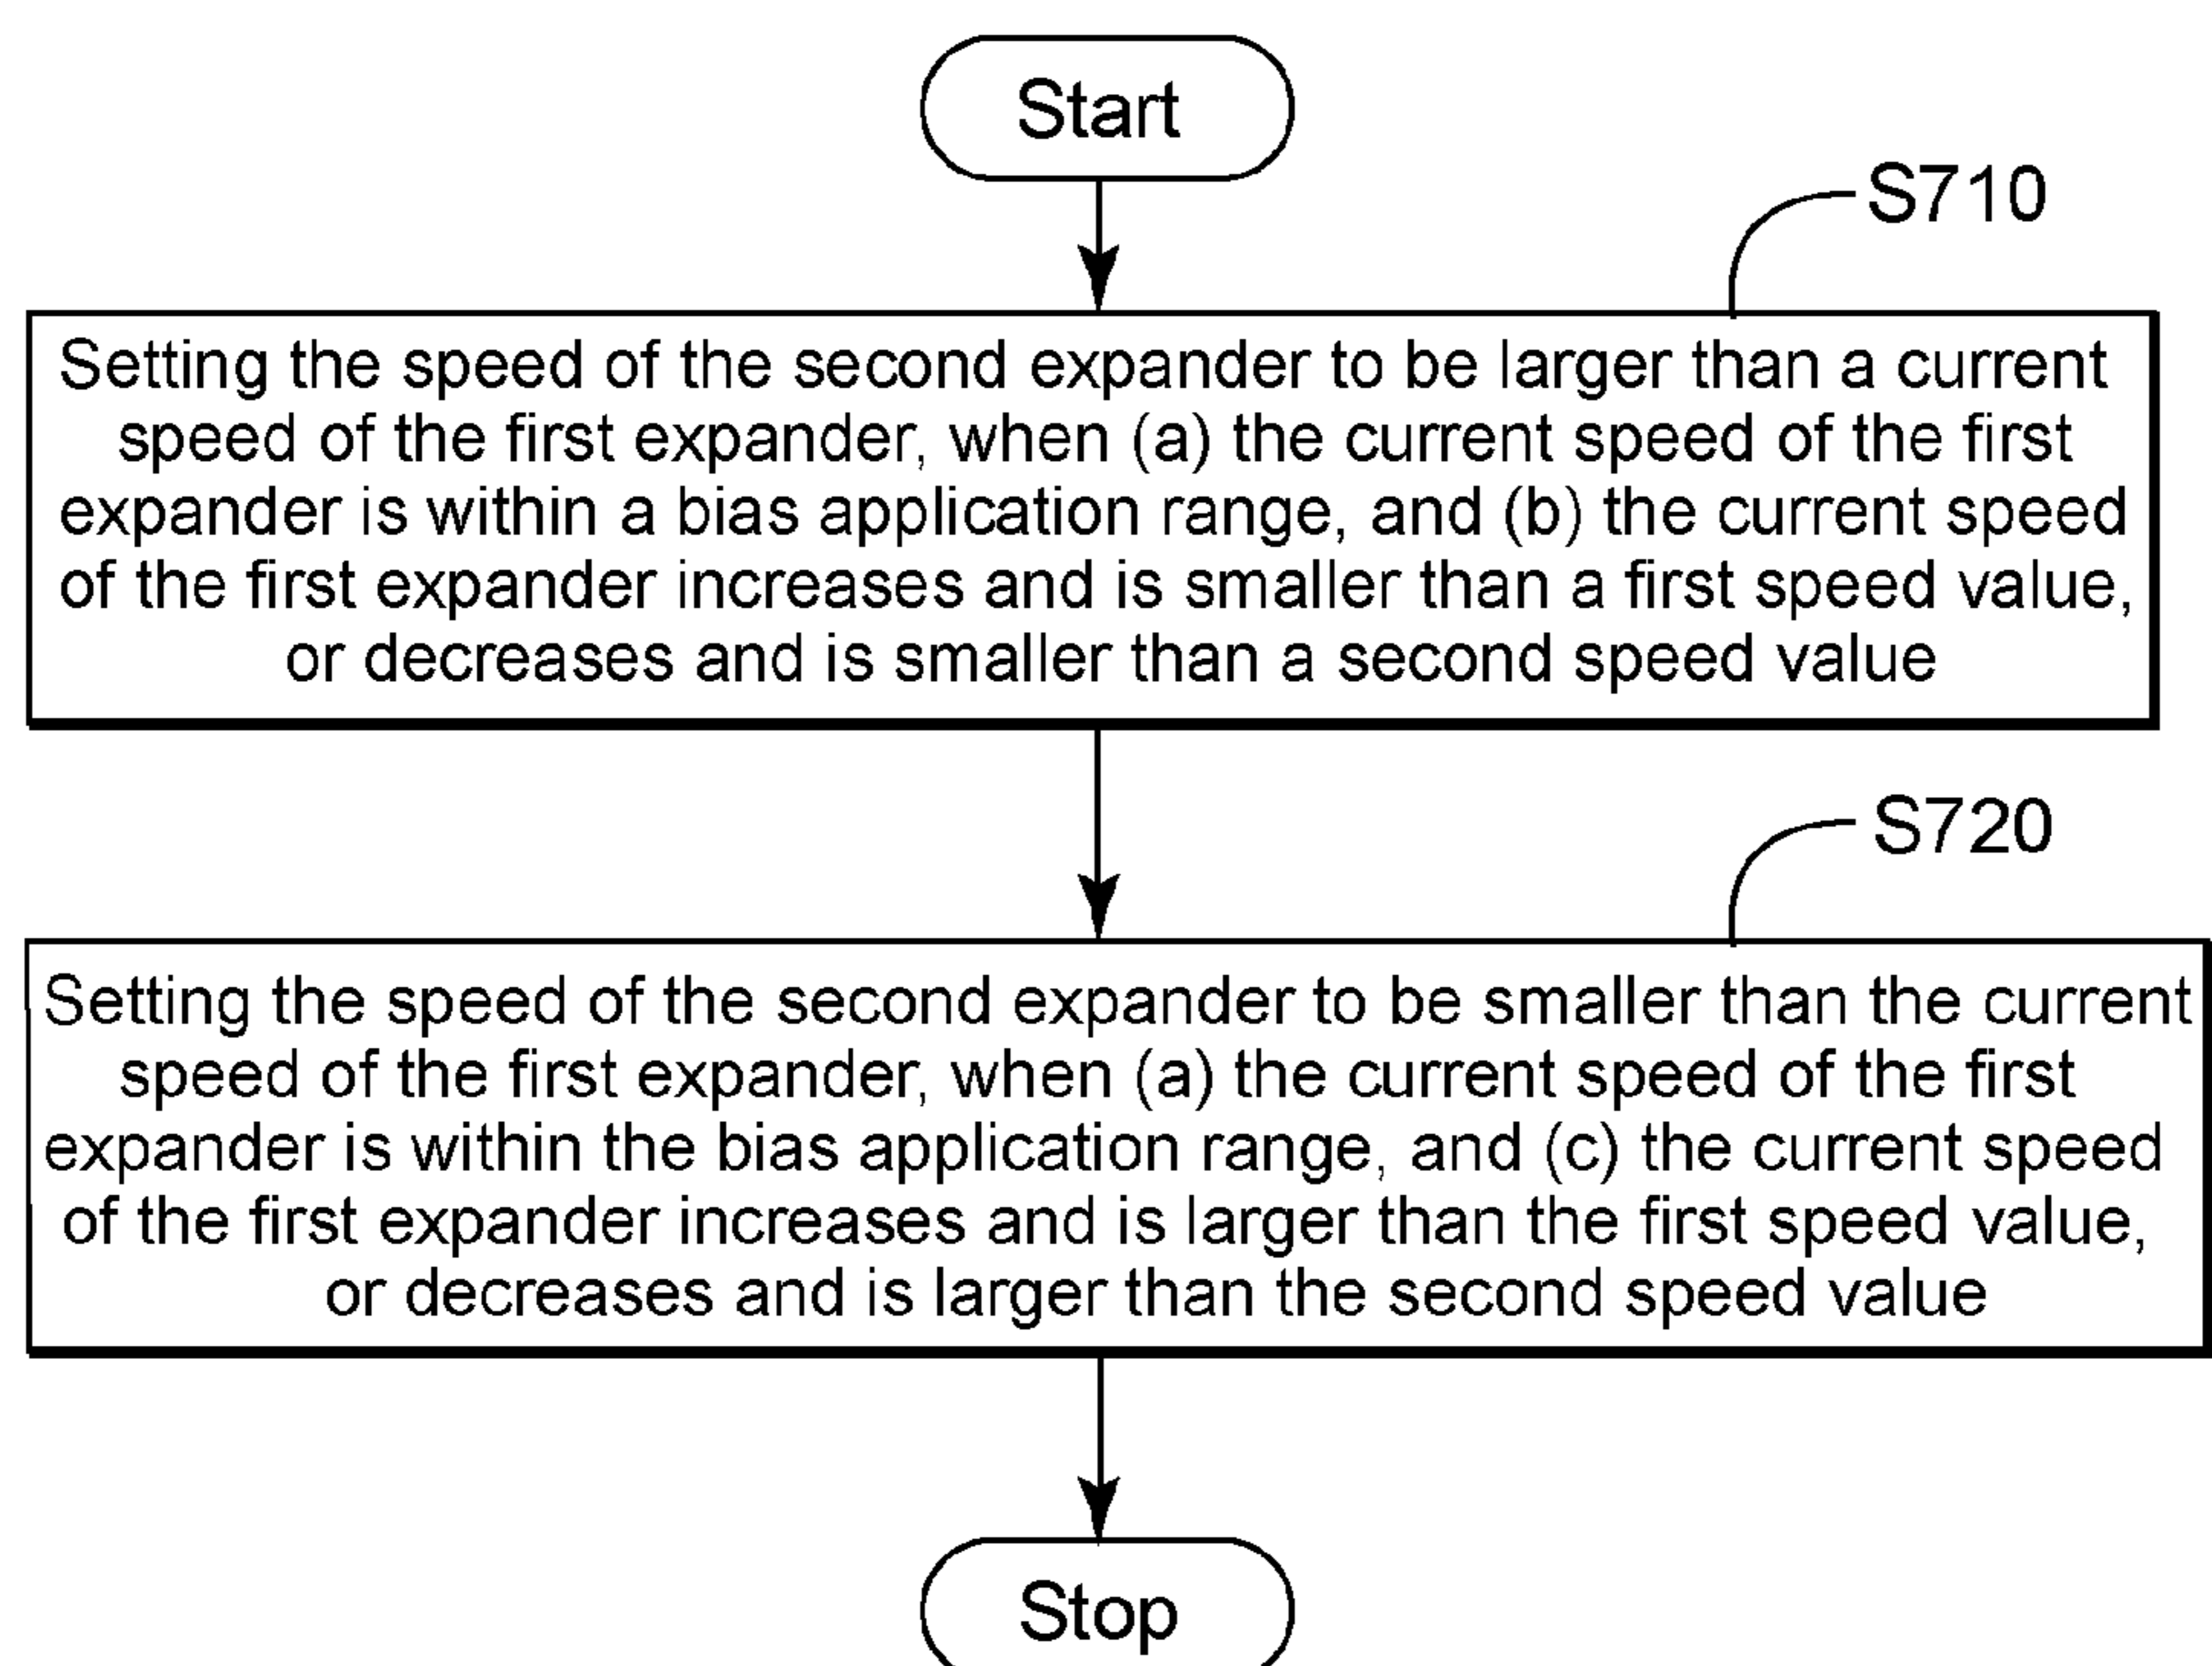 Start
S710
Setting the speed of the second expander to be larger than a current
speed of the first expander, when (a) the current speed of the first
expander is within a bias application range, and (b) the current speed
of the first expander increases and is smaller than a first speed value,
or decreases and is smaller than a second speed value
S720
Setting the speed of the second expander to be smaller than the current
speed of the first expander, when (a) the current speed of the first
expander is within the bias application range, and (c) the current speed
of the first expander increases and is larger than the first speed value,
or decreases and is larger than the second speed value
Stop